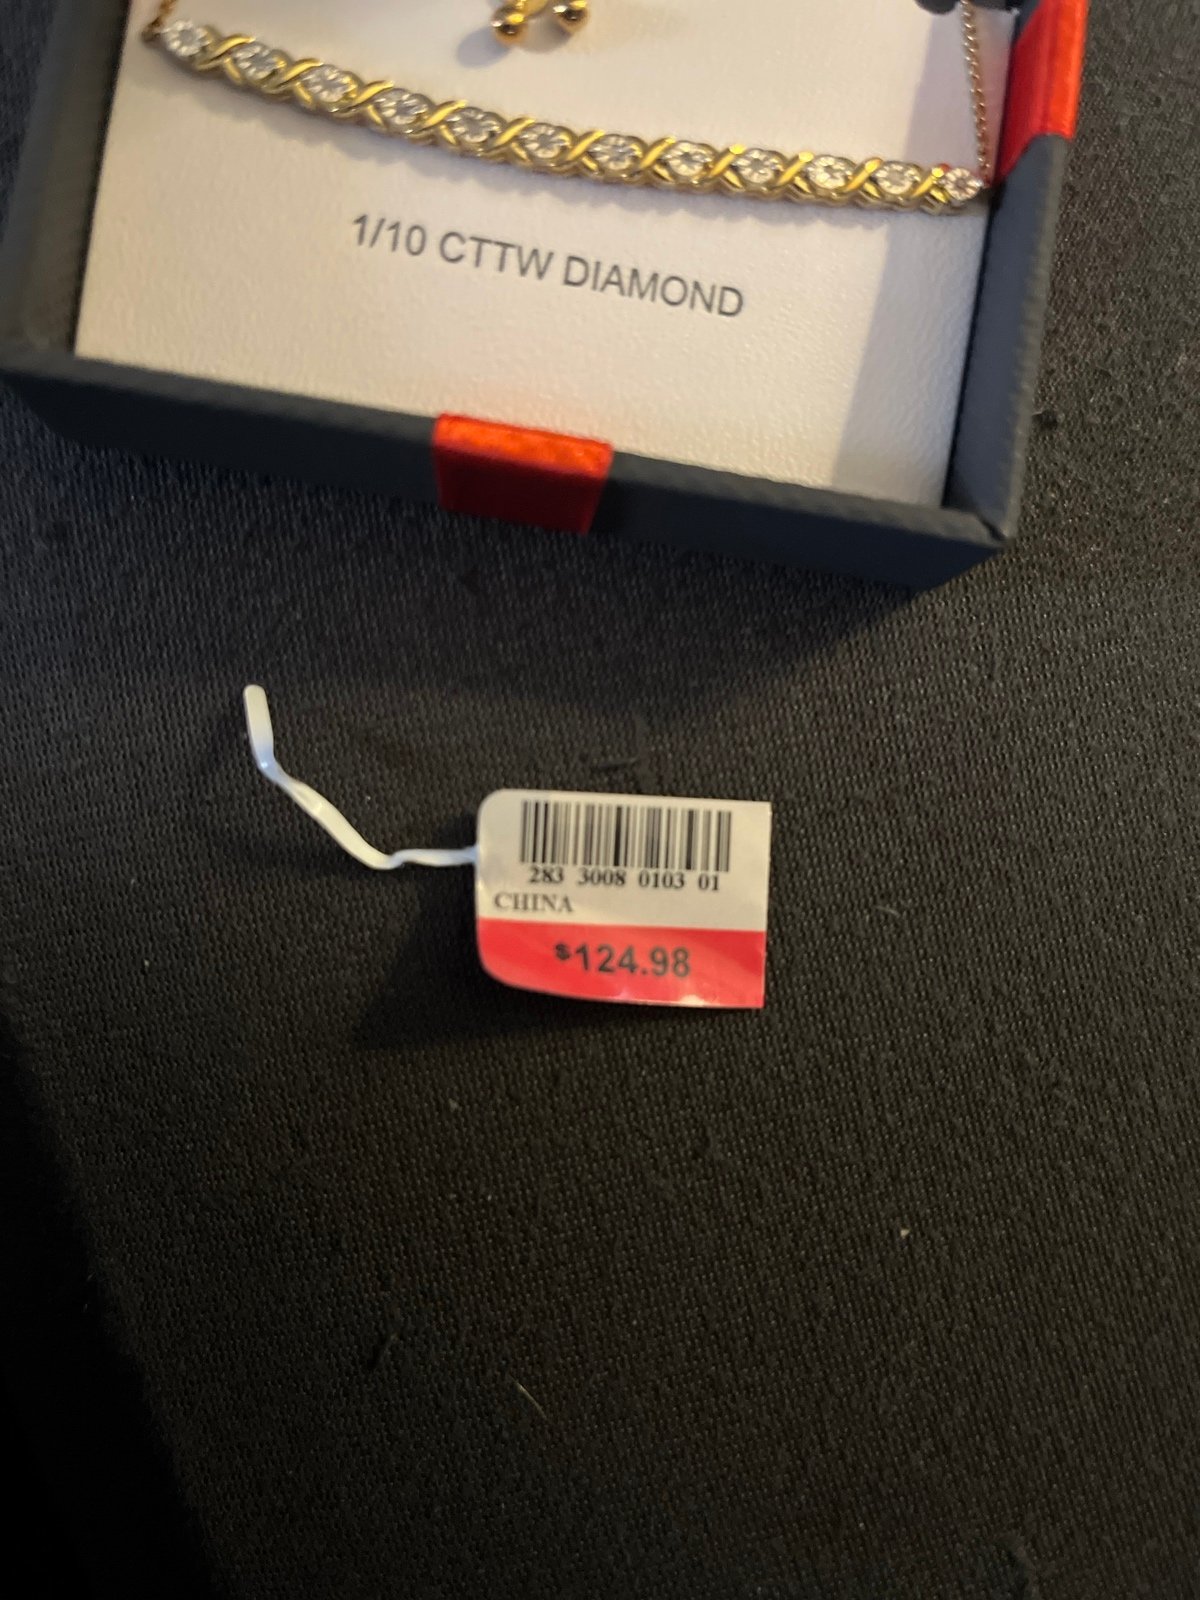 1/10 CTTW DIAMOND
283 3008 0103 01
CHINA
$124.98